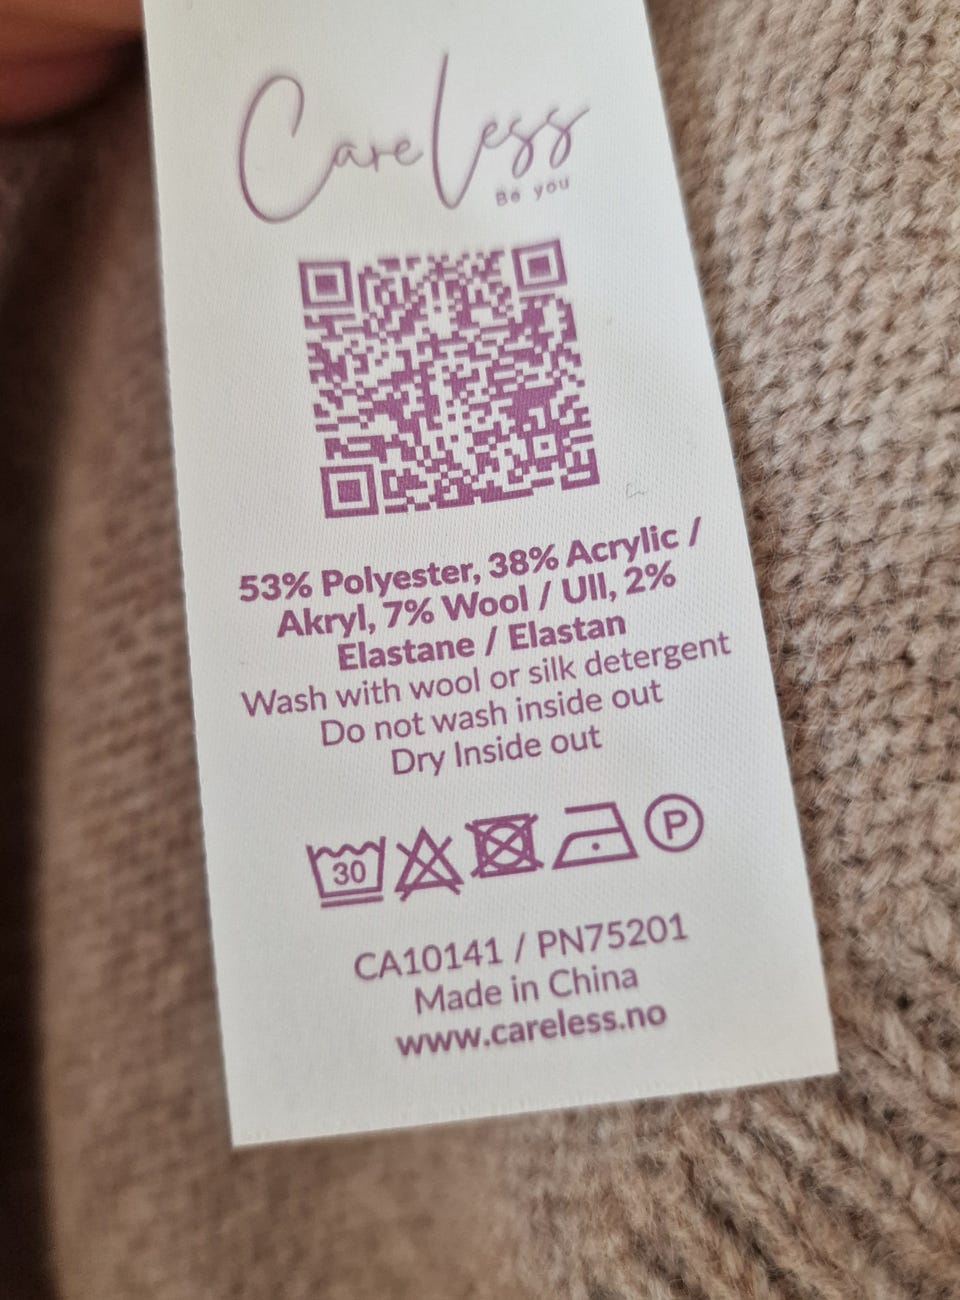 CareLess
Be you
53% Polyester, 38% Acrylic /
Akryl, 7% Wool / Ull, 2%
Elastane / Elastan
Wash with wool or silk detergent
Do not wash inside out
Dry Inside out
30 P
CA10141 / PN75201
Made in China
www.careless.no